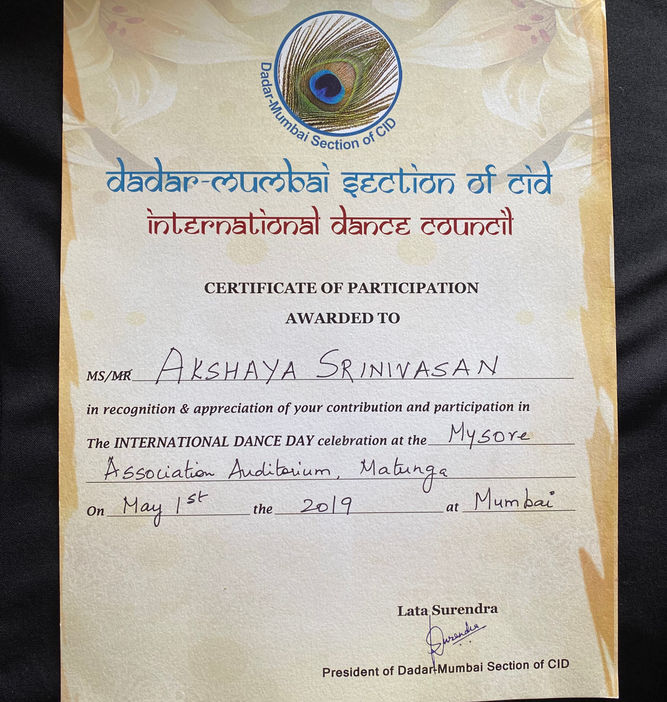 Dadar-Mumbai Section of CID
dadar-mumbai section of cid
international dance council
CERTIFICATE OF PARTICIPATION
AWARDED TO
MS/MR AKSHAYA SRINIVASAN
in recognition & appreciation of your contribution and participation in
The INTERNATIONAL DANCE DAY celebration at the Mysore
Association Auditorium, Matunga
On May 1st the 2019 at Mumbai
Lata Surendra
Surendra
President of Dadar-Mumbai Section of CID